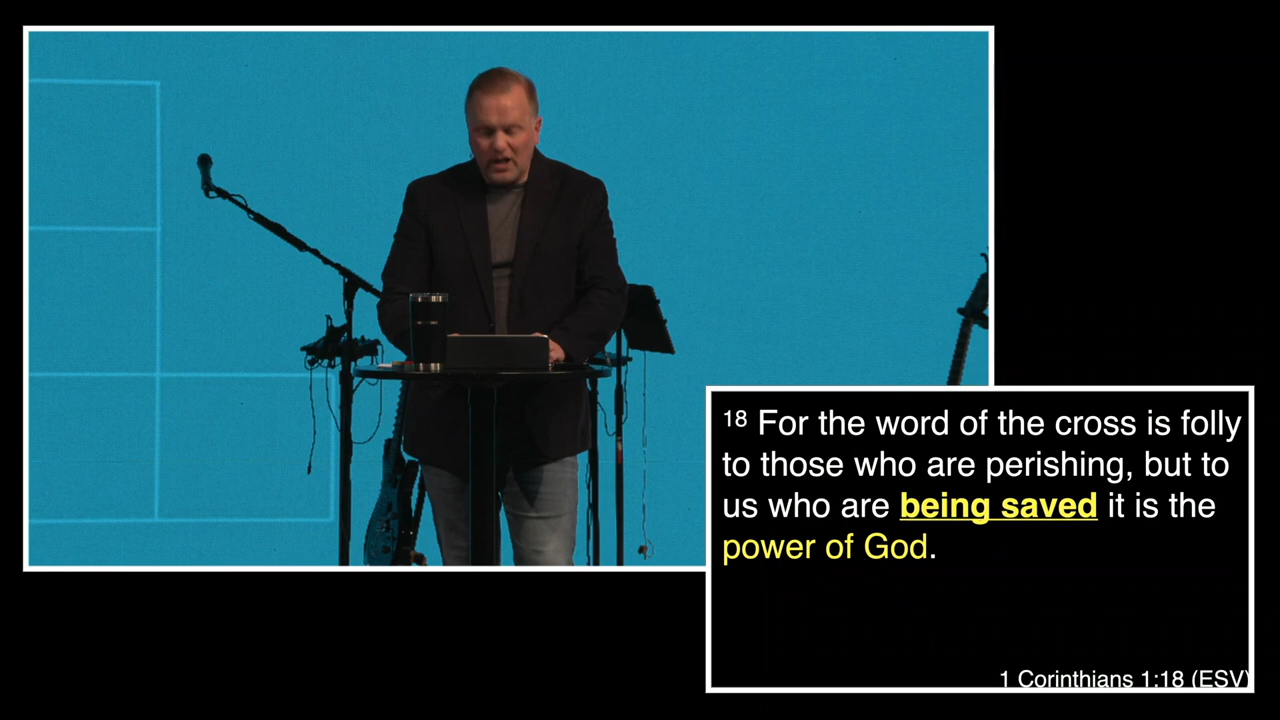 18 For the word of the cross is folly
to those who are perishing, but to
us who are being saved it is the
power of God.
1 Corinthians 1:18 (ESV)